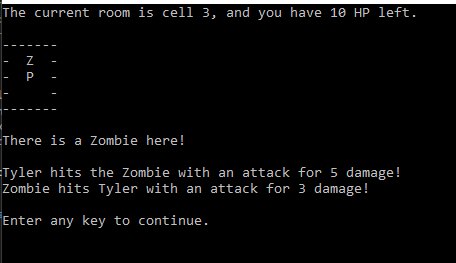 The current room is cell 3, and you have 10 HP left.
-------
-  Z  -
-  P  -
-     -
-------
There is a Zombie here!
Tyler hits the Zombie with an attack for 5 damage!
Zombie hits Tyler with an attack for 3 damage!
Enter any key to continue.